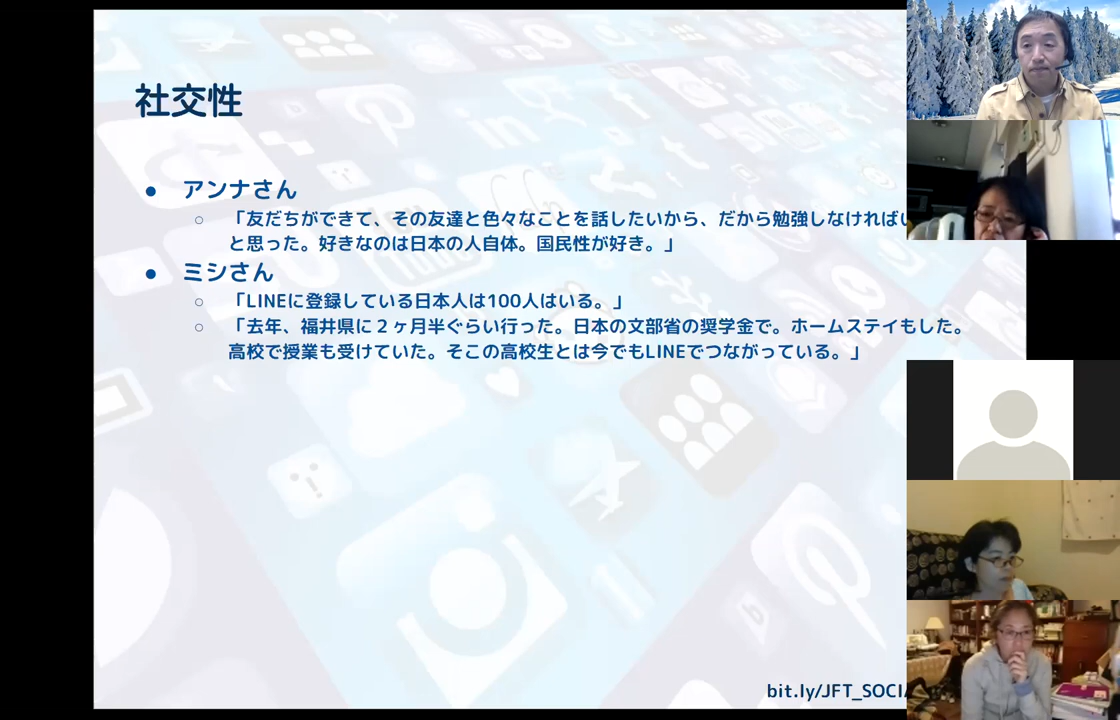 社交性
● アンナさん
○ 「友だちができて、その友達と色々なことを話したいから、だから勉強しなければ
と思った。好きなのは日本の人自体。国民性が好き。」
● ミシさん
○ 「LINEに登録している日本人は100人はいる。」
○ 「去年、福井県に２ヶ月半ぐらい行った。日本の文部省の奨学金で。ホームステイもした。
高校で授業も受けていた。そこの高校生とは今でもLINEでつながっている。」
bit.ly/JFT_SOCI